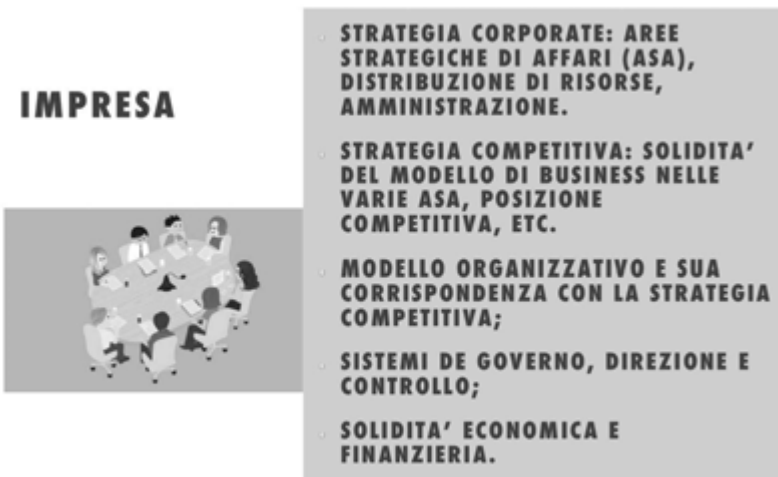 IMPRESA
STRATEGIA CORPORATE: AREE
STRATEGICHE DI AFFARI (ASA),
DISTRIBUZIONE DI RISORSE,
AMMINISTRAZIONE.
STRATEGIA COMPETITIVA: SOLIDITA'
DEL MODELLO DI BUSINESS NELLE
VARIE ASA, POSIZIONE
COMPETITIVA, ETC.
MODELLO ORGANIZZATIVO E SUA
CORRISPONDENZA CON LA STRATEGIA
COMPETITIVA;
SISTEMI DE GOVERNO, DIREZIONE E
CONTROLLO;
SOLIDITA' ECONOMICA E
FINANZIERIA.